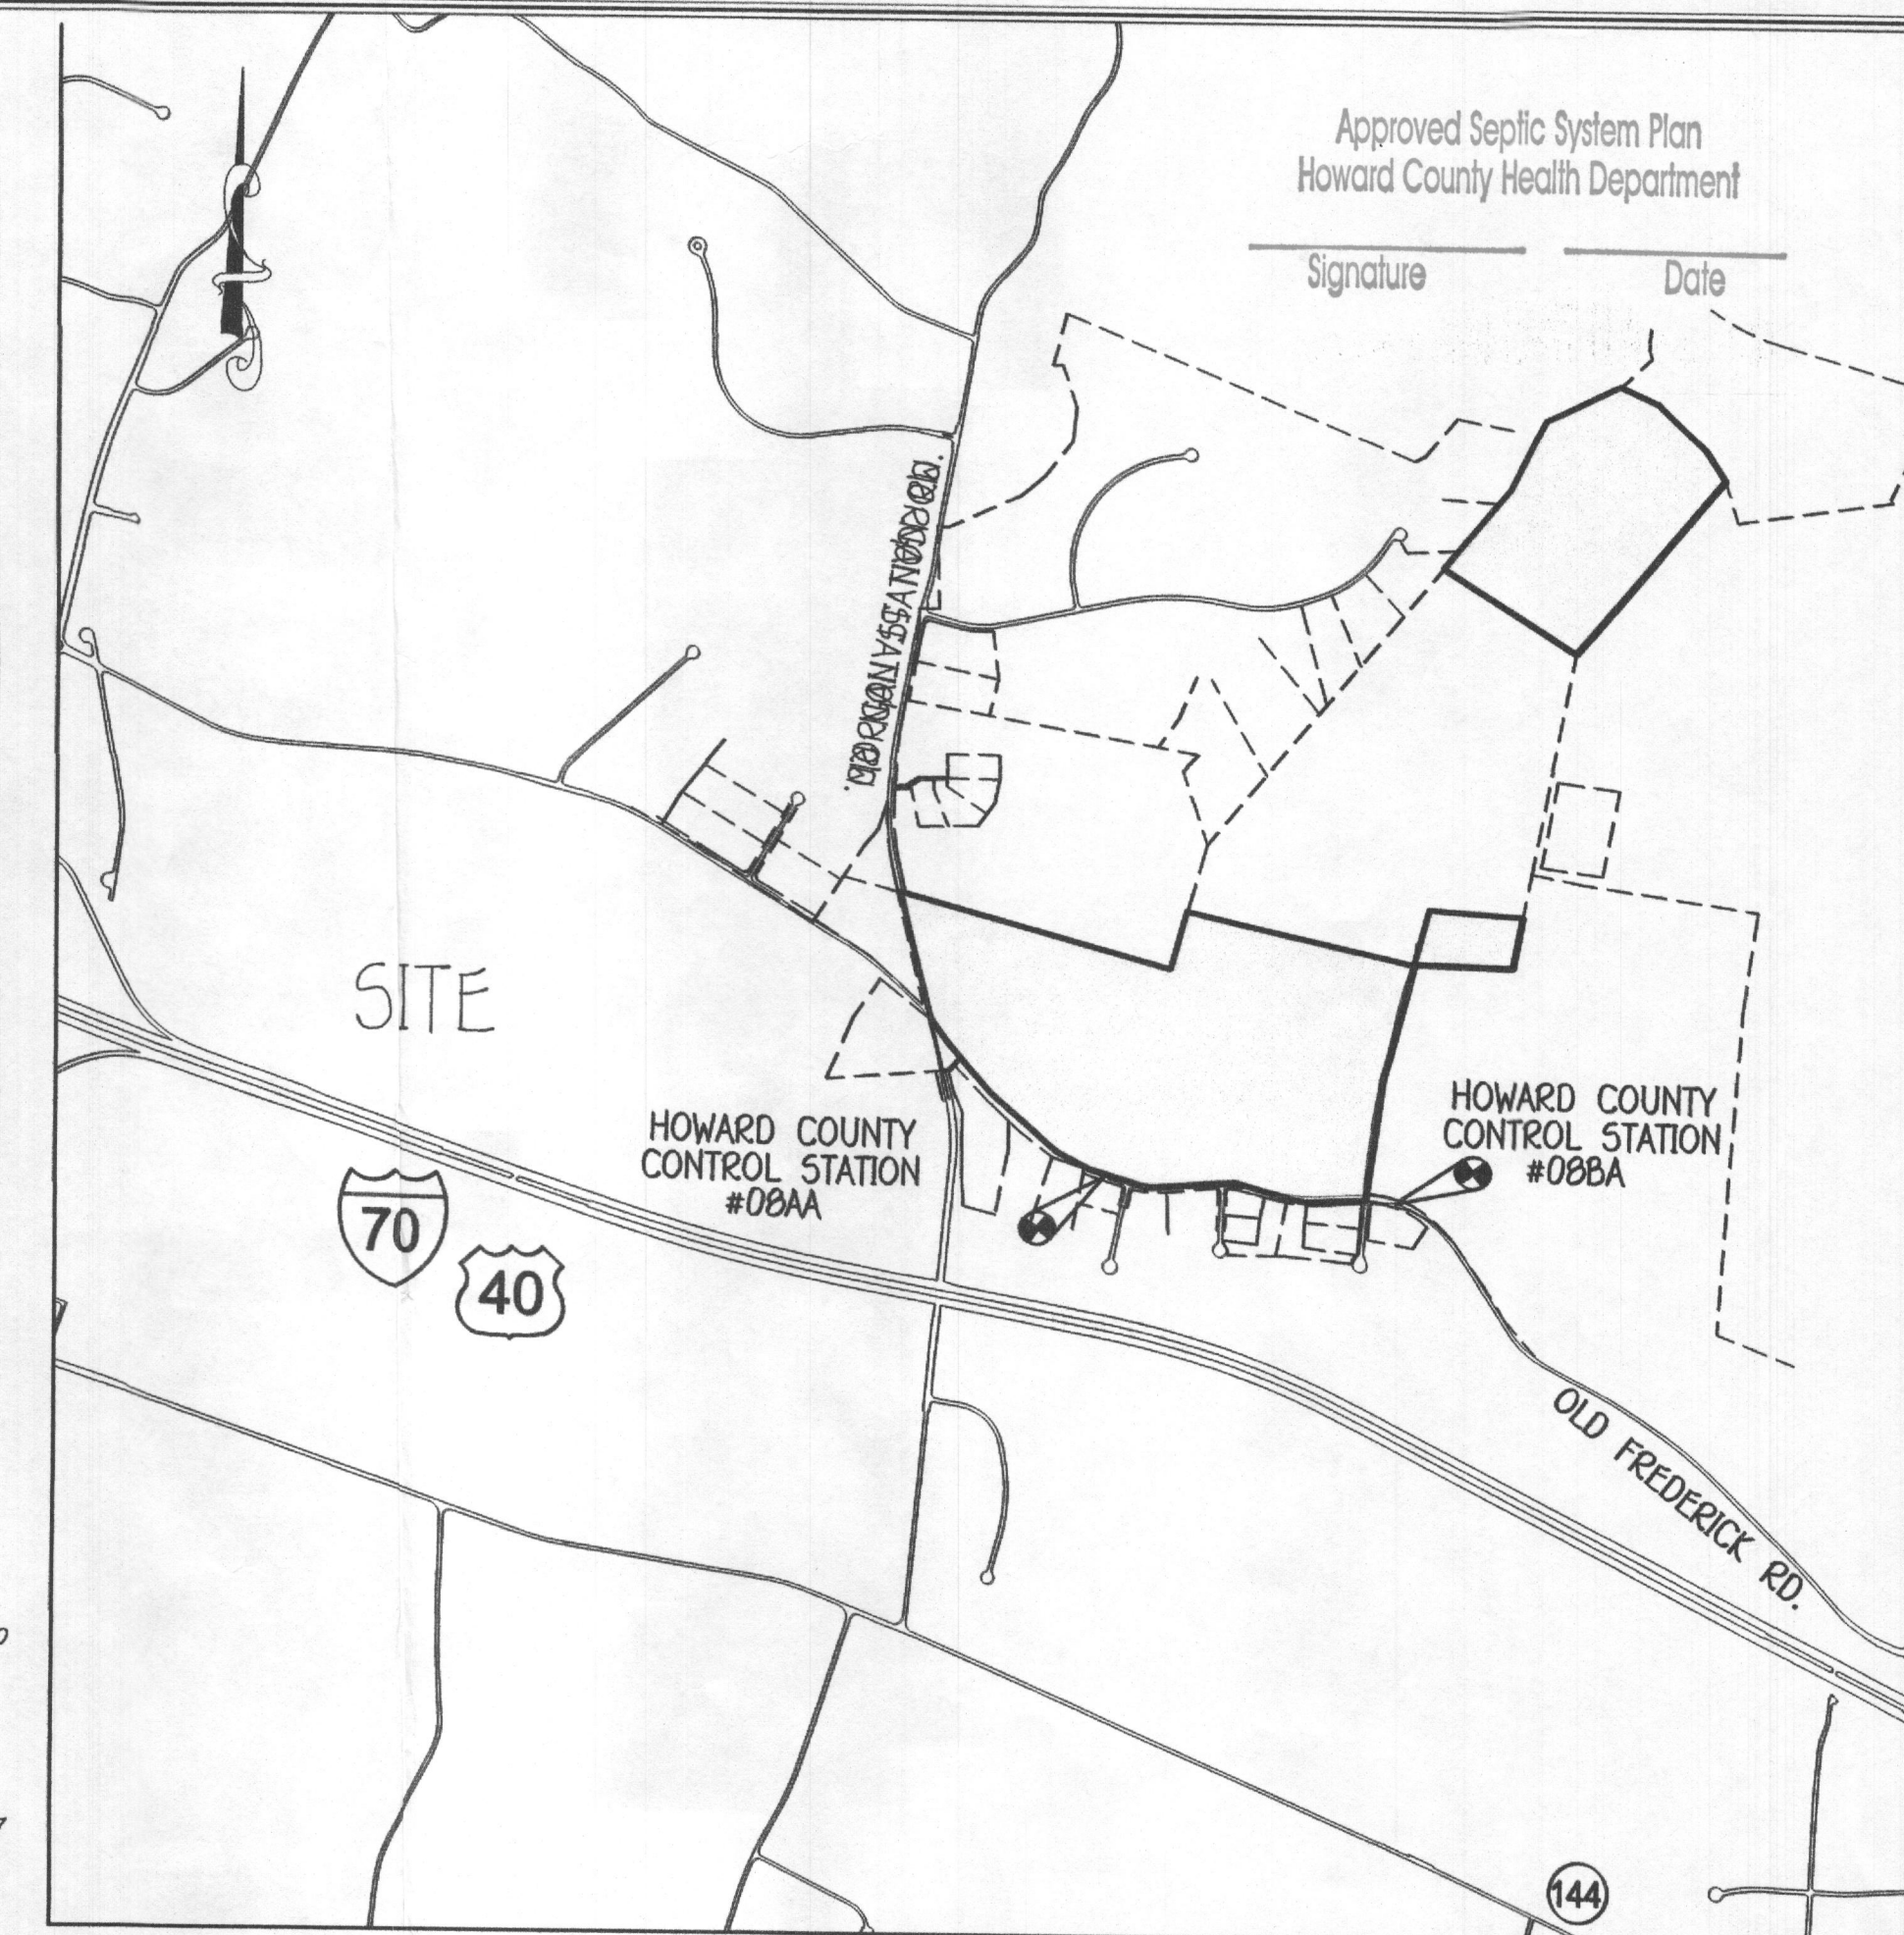 Approved Septic System Plan
Howard County Health Department
Signature
Date
SITE
HOWARD COUNTY
CONTROL STATION
#08AA
HOWARD COUNTY
CONTROL STATION
#08BA
70
40
OLD FREDERICK RD.
144